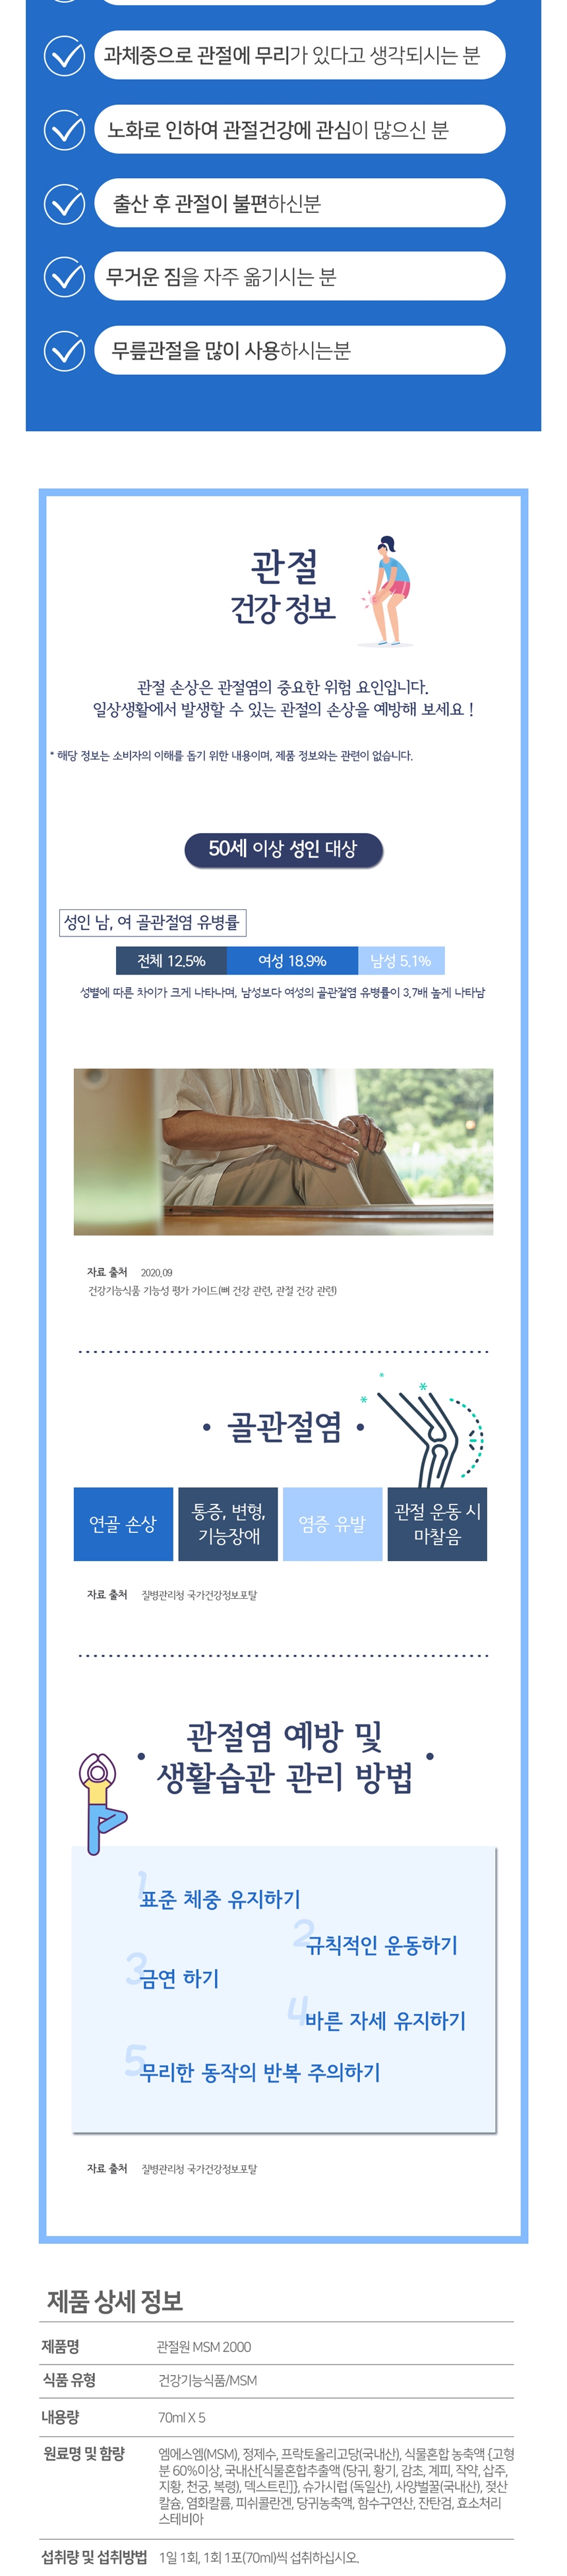 과체중으로 관절에 무리가 있다고 생각되시는 분
노화로 인하여 관절건강에 관심이 많으신 분
출산 후 관절이 불편하신분
무거운 짐을 자주 옮기시는 분
무릎관절을 많이 사용하시는분
관절
건강 정보
관절 손상은 관절염의 중요한 위험 요인입니다.
일상생활에서 발생할 수 있는 관절의 손상을 예방해 보세요 !
* 해당 정보는 소비자의 이해를 돕기 위한 내용이며, 제품 정보와는 관련이 없습니다.
50세 이상 성인 대상
성인 남, 여 골관절염 유병률
전체 12.5% 여성 18.9% 남성 5.1%
성별에 따른 차이가 크게 나타나며, 남성보다 여성의 골관절염 유병률이 3.7배 높게 나타남
자료 출처 2020.09
건강기능식품 기능성 평가 가이드(뼈 건강 관련, 관절 건강 관련)
• 골관절염 •
연골 손상
통증, 변형,
기능장애
염증 유발
관절 운동 시
마찰음
자료 출처 질병관리청 국가건강정보포탈
관절염 예방 및
• 생활습관 관리 방법 •
1 표준 체중 유지하기
2 규칙적인 운동하기
3 금연 하기
4 바른 자세 유지하기
5 무리한 동작의 반복 주의하기
자료 출처 질병관리청 국가건강정보포탈
제품 상세 정보
제품명 관절원 MSM 2000
식품 유형 건강기능식품/MSM
내용량 70ml X 5
원료명 및 함량 엠에스엠(MSM), 정제수, 프락토올리고당(국내산), 식물혼합 농축액 {고형
분 60%이상, 국내산[식물혼합추출액 (당귀, 황기, 감초, 계피, 작약, 삽주,
지황, 천궁, 복령), 덱스트린]}, 슈가시럽 (독일산), 사양벌꿀(국내산), 젖산
칼슘, 염화칼륨, 피쉬콜란겐, 당귀농축액, 함수구연산, 잔탄검, 효소처리
스테비아
섭취량 및 섭취방법 1일 1회, 1회 1포(70ml)씩 섭취하십시오.